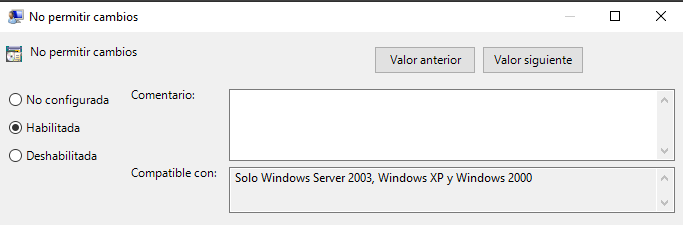 No permitir cambios
No permitir cambios
Valor anterior
Valor siguiente
No configurada
Comentario:
Habilitada
Deshabilitada
Compatible con:
Solo Windows Server 2003, Windows XP y Windows 2000